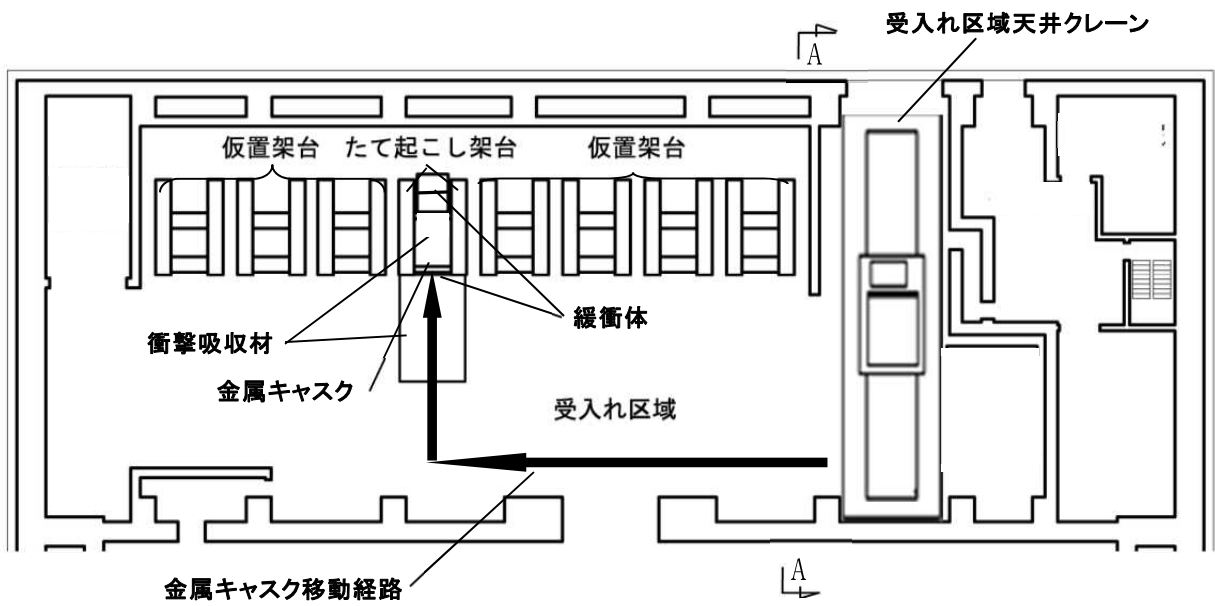 受入れ区域天井クレーン
A
仮置架台
たて起こし架台
仮置架台
緩衝体
衝撃吸収材
金属キャスク
受入れ区域
A
金属キャスク移動経路